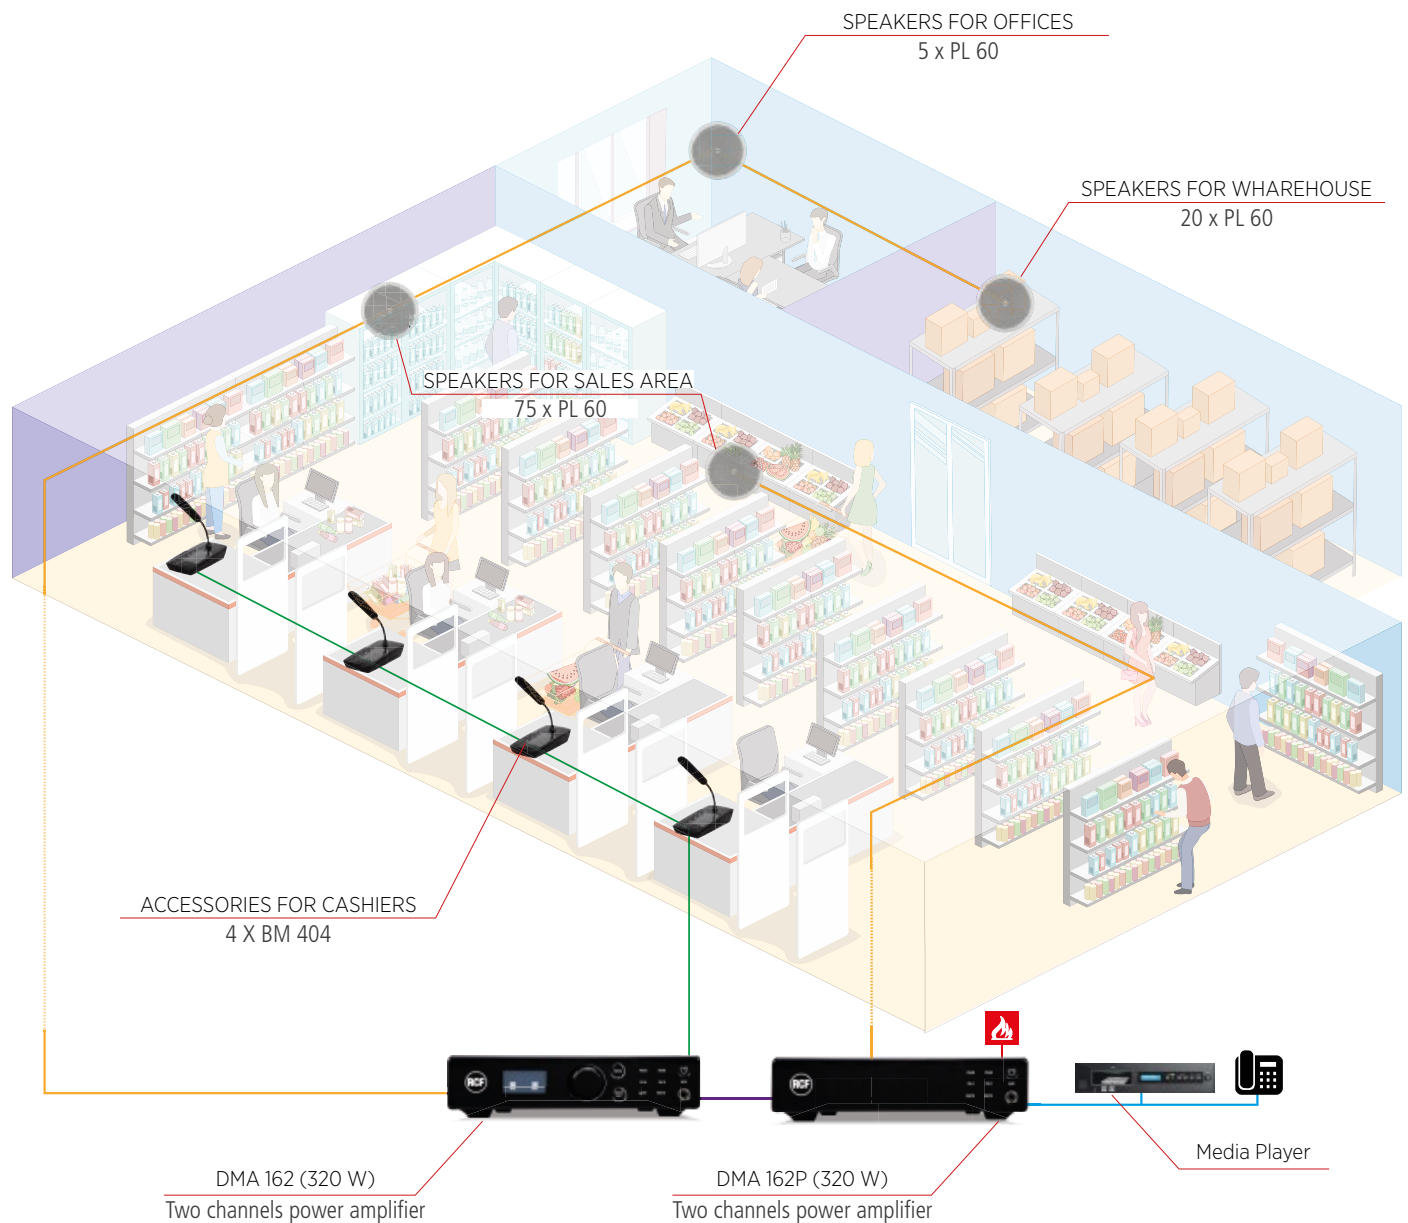 SPEAKERS FOR OFFICES
5 x PL 60
SPEAKERS FOR WHAREHOUSE
20 x PL 60
SPEAKERS FOR SALES AREA
75 x PL 60
ACCESSORIES FOR CASHIERS
4 X BM 404
RCF
RCF
Media Player
DMA 162 (320 W)
Two channels power amplifier
DMA 162P (320 W)
Two channels power amplifier